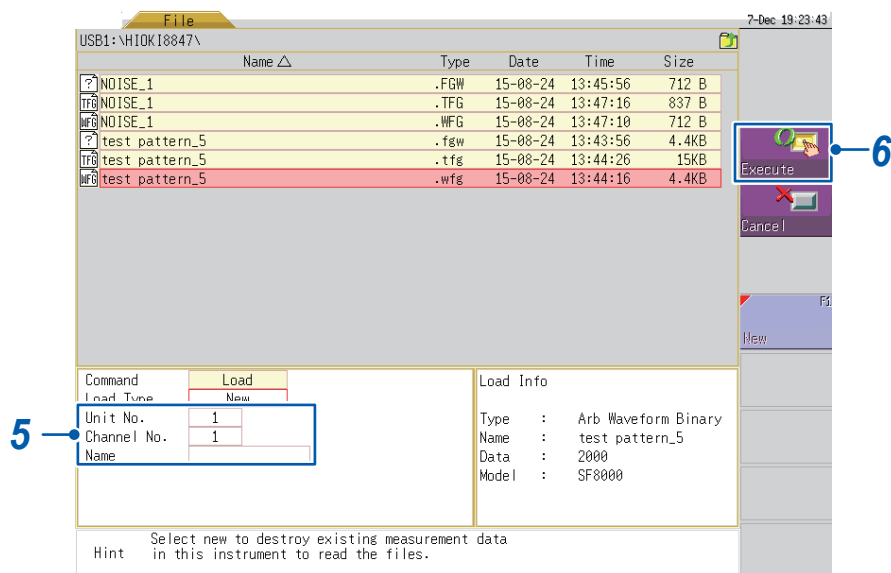 File
7-Dec 19:23:43
USB1:\HIOKI8847\
Name △ Type Date Time Size
? NOISE_1 .FGW 15-08-24 13:45:56 712 B
TFG NOISE_1 .TFG 15-08-24 13:47:16 837 B
WFG NOISE_1 .WFG 15-08-24 13:47:10 712 B
? test pattern_5 .fgw 15-08-24 13:43:56 4.4KB
TFG test pattern_5 .tfg 15-08-24 13:44:26 15KB
WFG test pattern_5 .wfg 15-08-24 13:44:16 4.4KB
Execute
6
Cancel
New
Command Load
Load Type New
5
Unit No. 1
Channel No. 1
Name
Load Info
Type : Arb Waveform Binary
Name : test pattern_5
Data : 2000
Model : SF8000
Hint Select new to destroy existing measurement data
in this instrument to read the files.